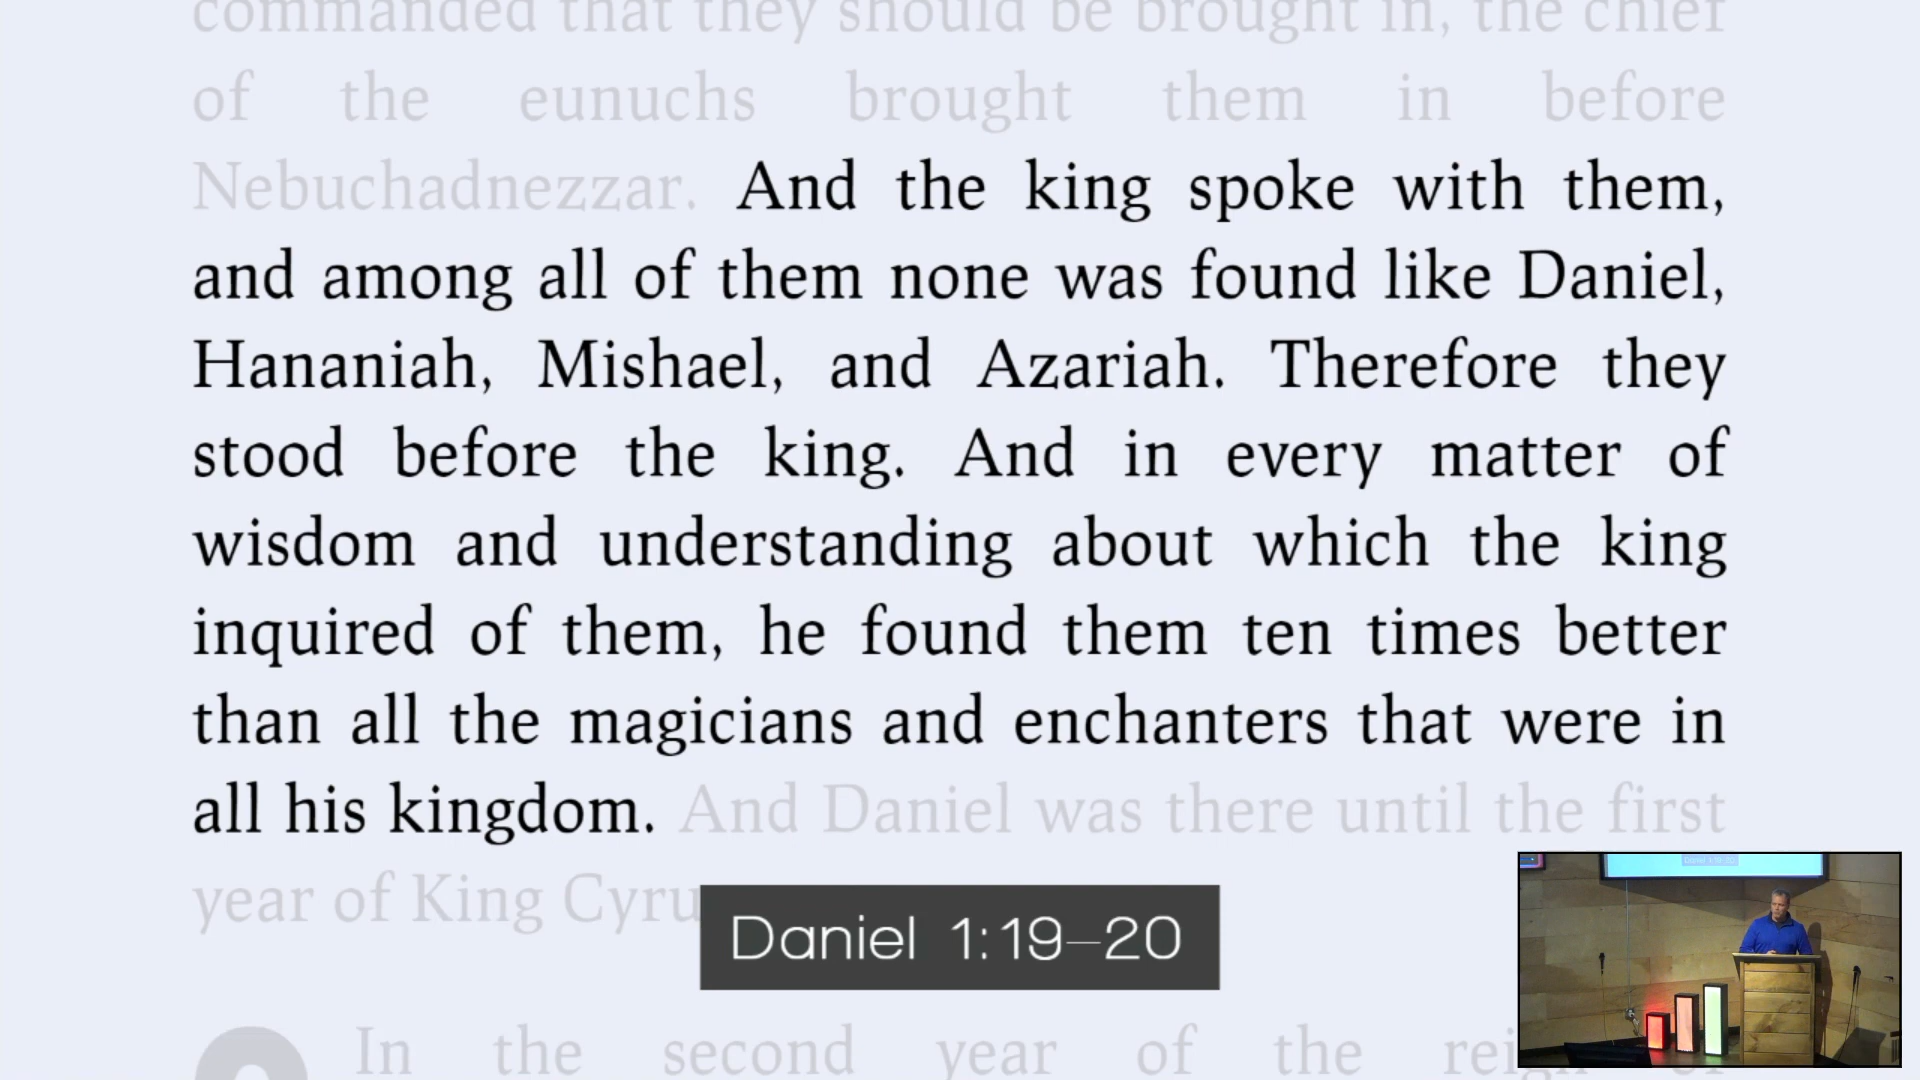 commanded that they should be brought in, the chief
of the eunuchs brought them in before
Nebuchadnezzar. And the king spoke with them,
and among all of them none was found like Daniel,
Hananiah, Mishael, and Azariah. Therefore they
stood before the king. And in every matter of
wisdom and understanding about which the king
inquired of them, he found them ten times better
than all the magicians and enchanters that were in
all his kingdom. And Daniel was there until the first
year of King Cyru
Daniel 1:19–20
In the second year of the rei
Daniel 1:19-20